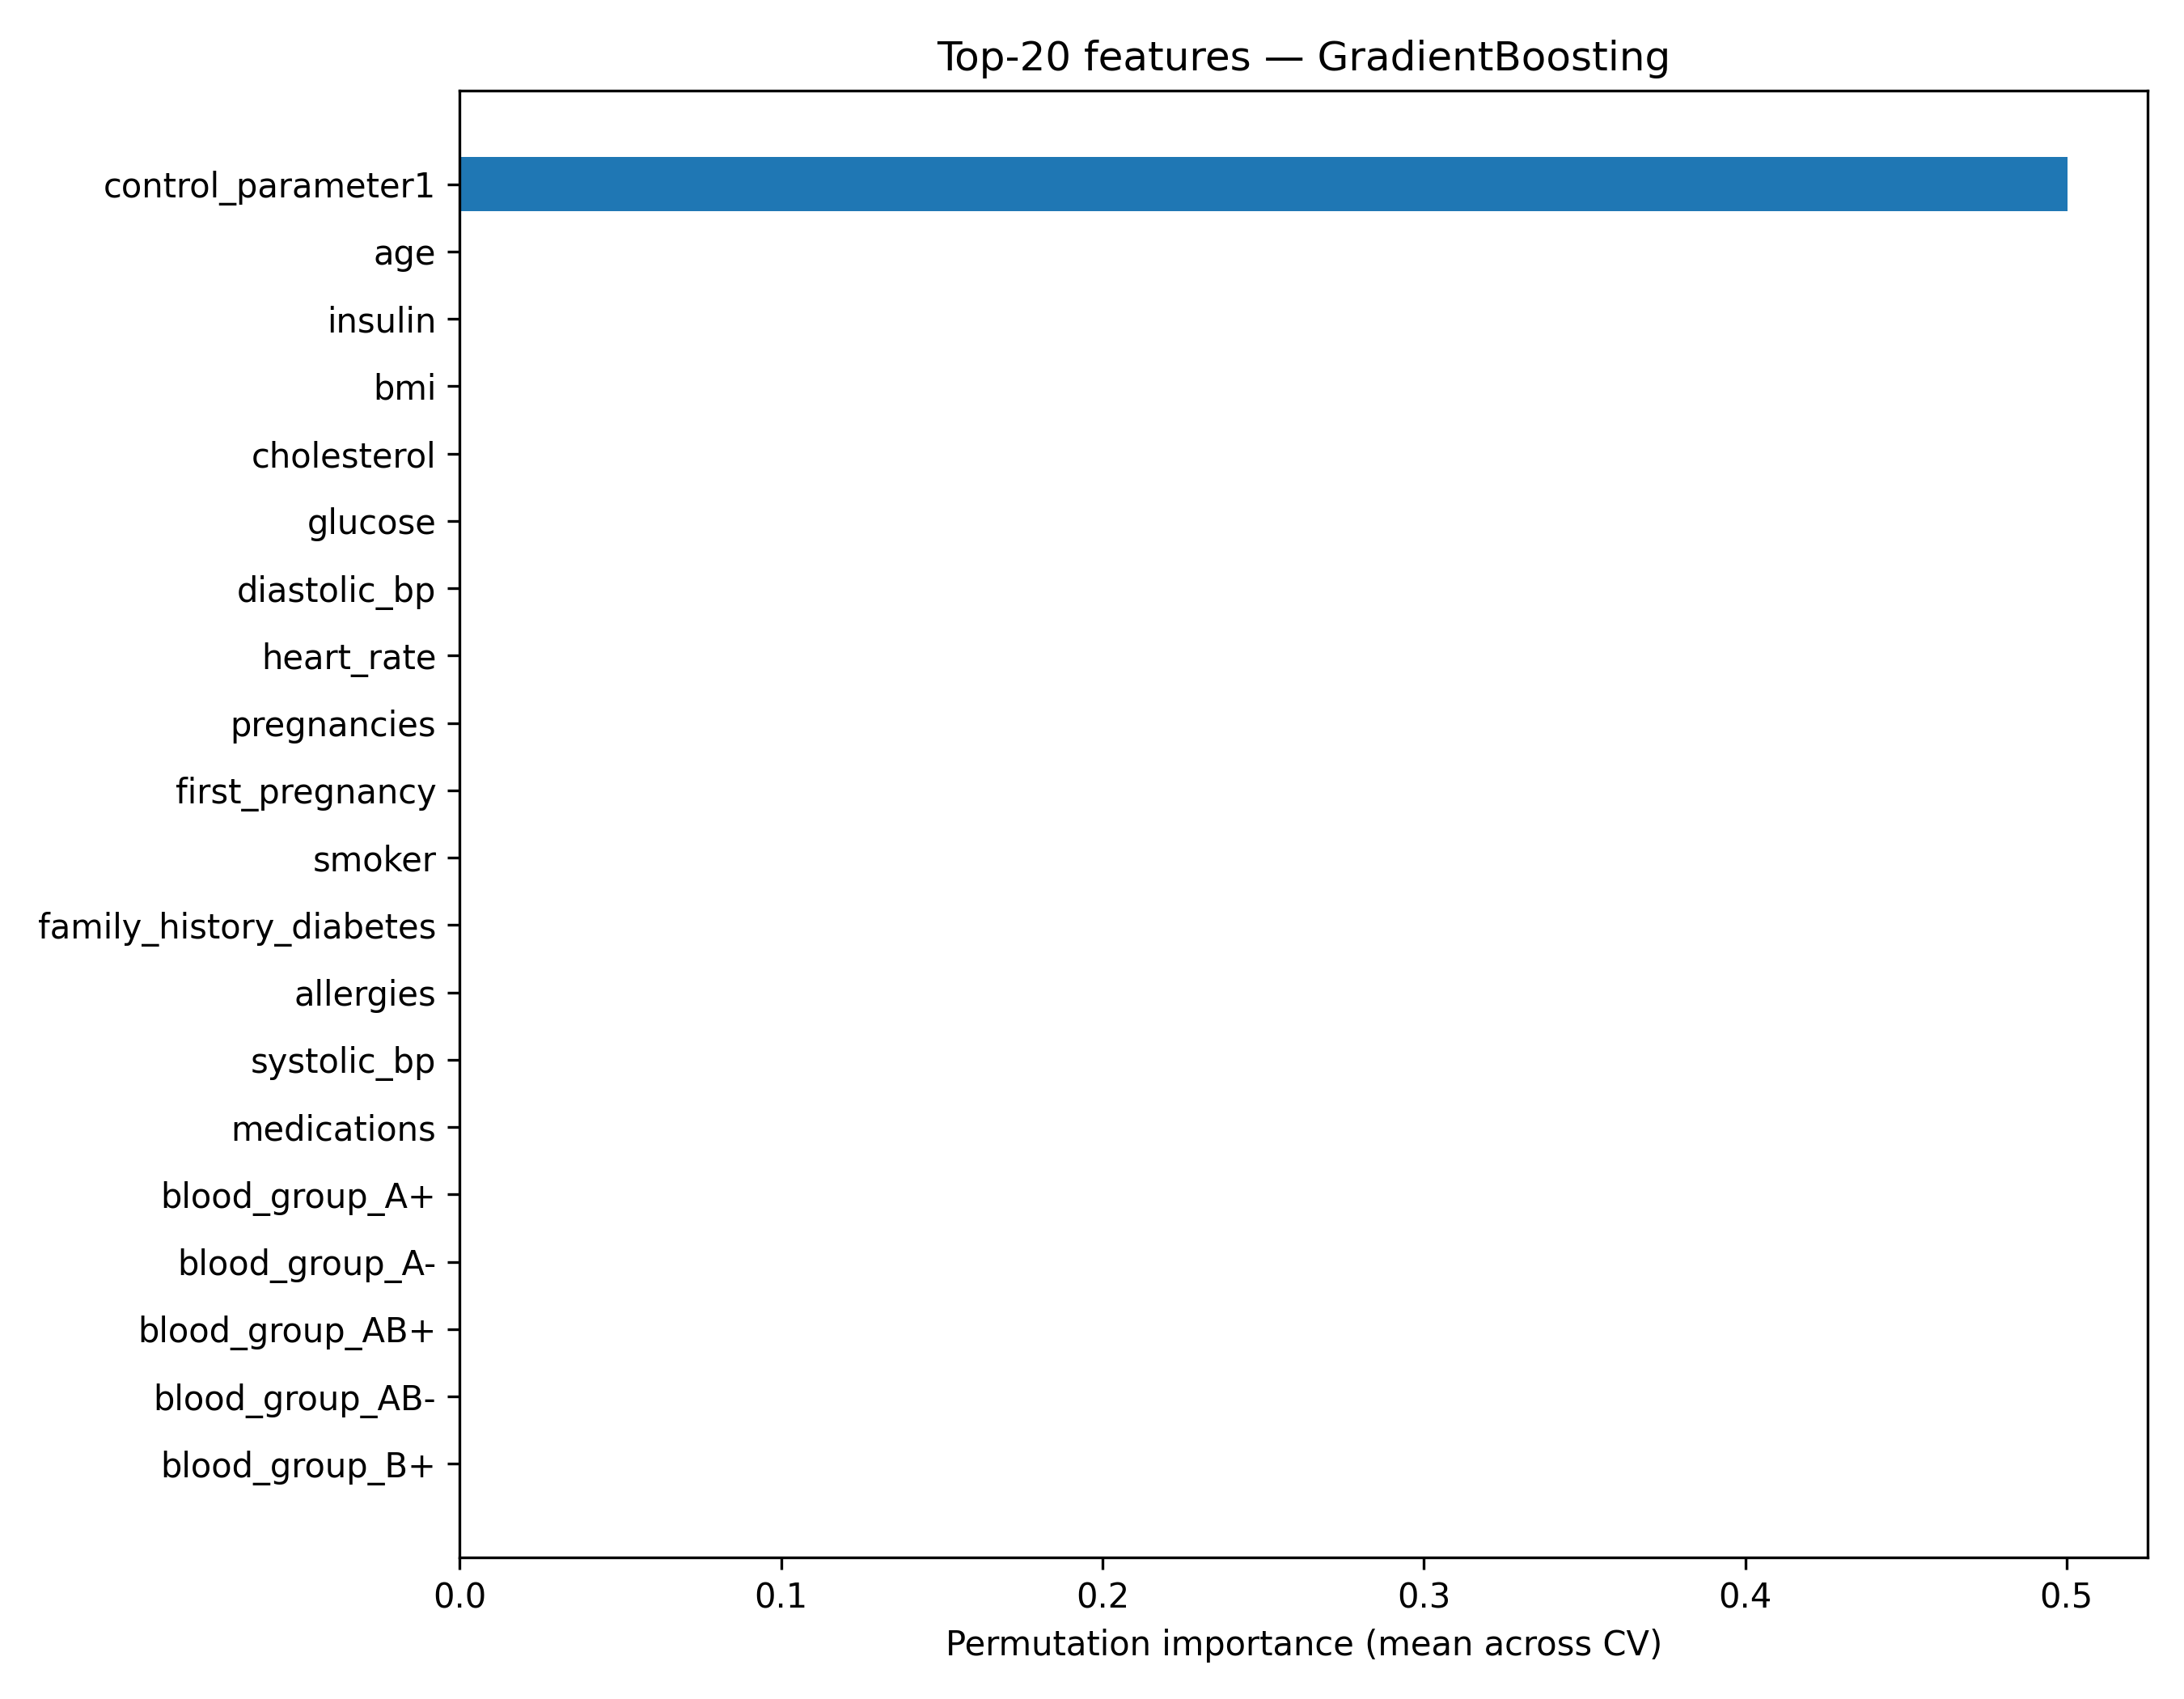 Top-20 features — GradientBoosting
control_parameter1
age
insulin
bmi
cholesterol
glucose
diastolic_bp
heart_rate
pregnancies
first_pregnancy
smoker
family_history_diabetes
allergies
systolic_bp
medications
blood_group_A+
blood_group_A-
blood_group_AB+
blood_group_AB-
blood_group_B+
0.0 0.1 0.2 0.3 0.4 0.5
Permutation importance (mean across CV)